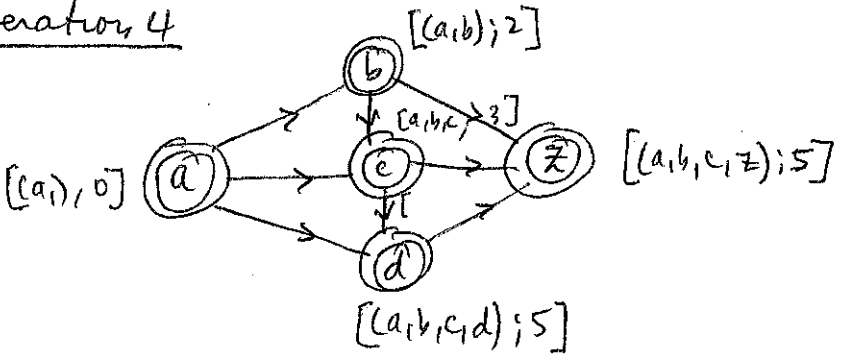 eration 4
[(a,b);2]
b
[a,b,c, 3]
[(a,),0]
a
c
z
[(a,b,c,z);5]
1
d
[(a,b,c,d);5]